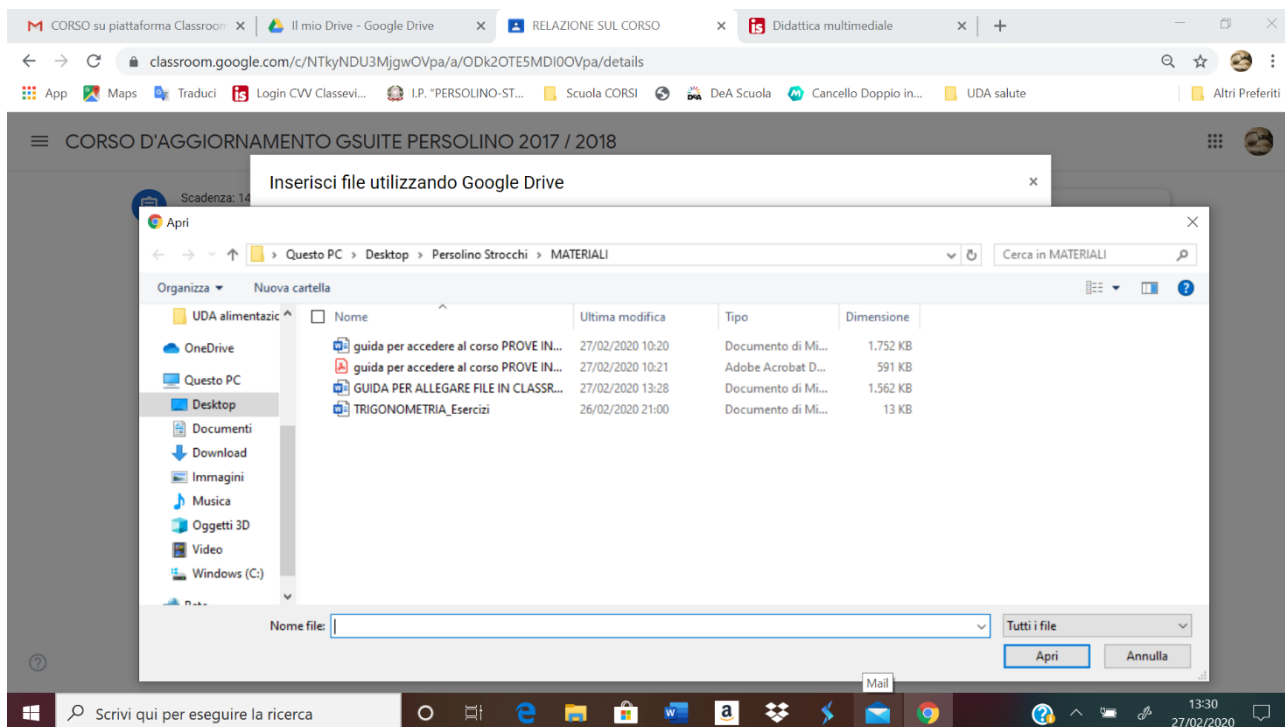 CORSO su piattaforma Classroom
Il mio Drive - Google Drive
RELAZIONE SUL CORSO
Didattica multimediale
classroom.google.com/c/NTkyNDU3MjgwOVpa/a/ODk2OTE5MDI0OVpa/details
App Maps Traduci Login CVV Classevi... I.P. "PERSOLINO-ST... Scuola CORSI DeA Scuola Cancello Doppio in... UDA salute Altri Preferiti
CORSO D'AGGIORNAMENTO GSUITE PERSOLINO 2017 / 2018
Inserisci file utilizzando Google Drive
Scadenza: 14
Apri
Questo PC > Desktop > Persolino Strocchi > MATERIALI
Cerca in MATERIALI
Organizza Nuova cartella
UDA alimentazic
OneDrive
Questo PC
Desktop
Documenti
Download
Immagini
Musica
Oggetti 3D
Video
Windows (C:)
Nome Ultima modifica Tipo Dimensione
guida per accedere al corso PROVE IN... 27/02/2020 10:20 Documento di Mi... 1.752 KB
guida per accedere al corso PROVE IN... 27/02/2020 10:21 Adobe Acrobat D... 591 KB
GUIDA PER ALLEGARE FILE IN CLASSR... 27/02/2020 13:28 Documento di Mi... 1.562 KB
TRIGONOMETRIA_Esercizi 26/02/2020 21:00 Documento di Mi... 13 KB
Nome file:
Tutti i file
Apri Annulla
Mail
Scrivi qui per eseguire la ricerca
13:30
27/02/2020